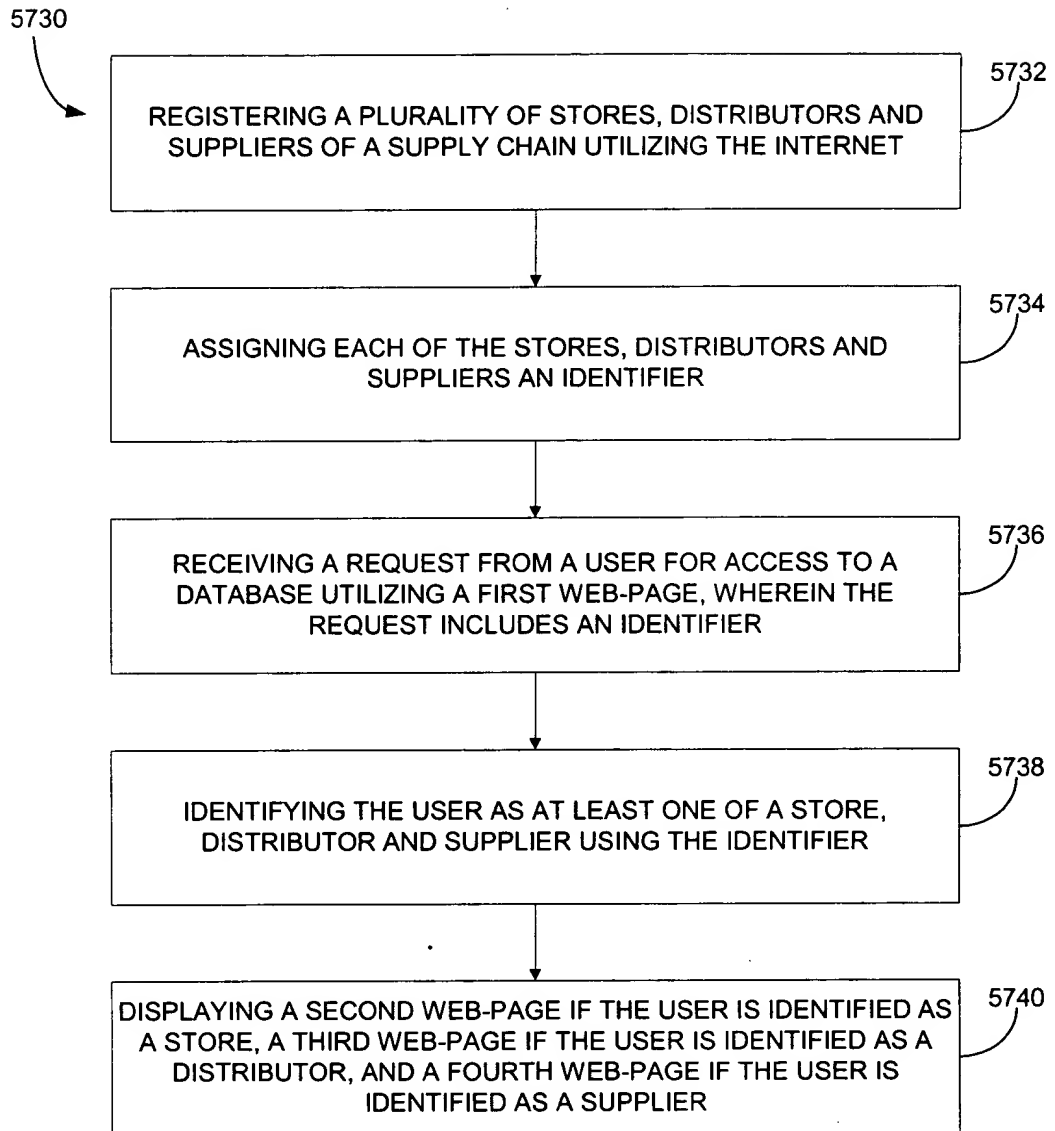 5730
5732
REGISTERING A PLURALITY OF STORES, DISTRIBUTORS AND
SUPPLIERS OF A SUPPLY CHAIN UTILIZING THE INTERNET
5734
ASSIGNING EACH OF THE STORES, DISTRIBUTORS AND
SUPPLIERS AN IDENTIFIER
5736
RECEIVING A REQUEST FROM A USER FOR ACCESS TO A
DATABASE UTILIZING A FIRST WEB-PAGE, WHEREIN THE
REQUEST INCLUDES AN IDENTIFIER
5738
IDENTIFYING THE USER AS AT LEAST ONE OF A STORE,
DISTRIBUTOR AND SUPPLIER USING THE IDENTIFIER
5740
DISPLAYING A SECOND WEB-PAGE IF THE USER IS IDENTIFIED AS
A STORE, A THIRD WEB-PAGE IF THE USER IS IDENTIFIED AS A
DISTRIBUTOR, AND A FOURTH WEB-PAGE IF THE USER IS
IDENTIFIED AS A SUPPLIER